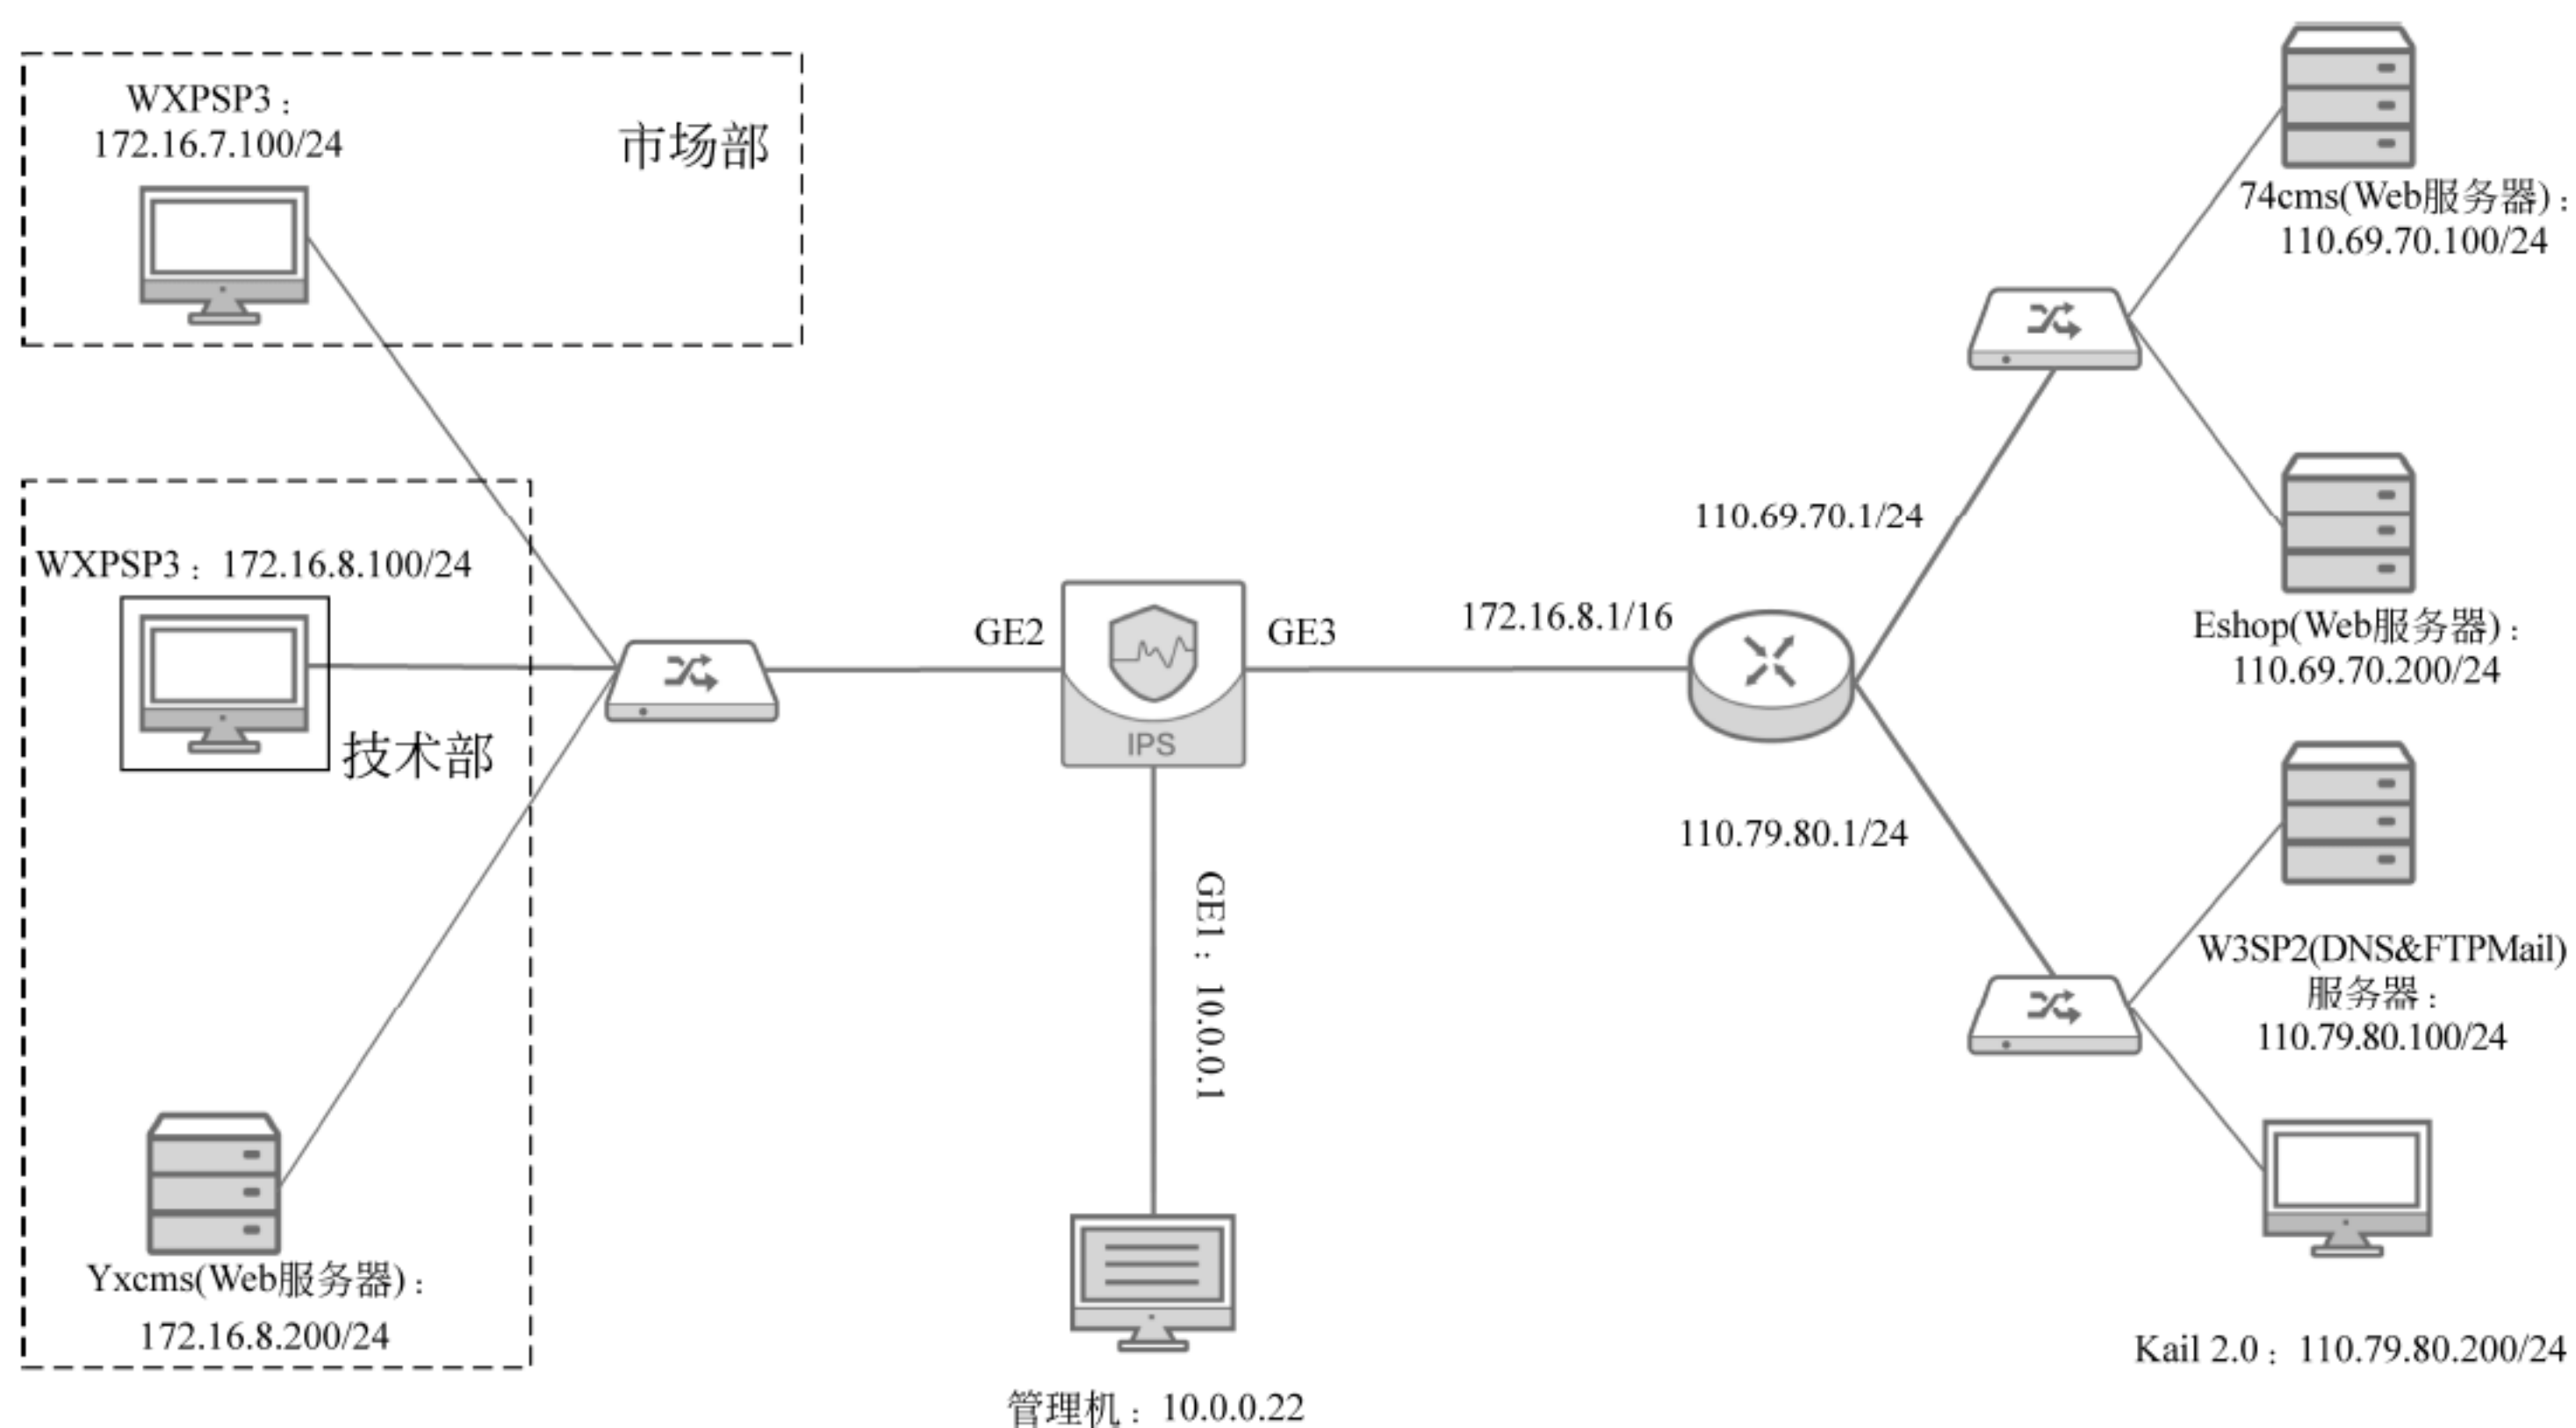 WXPSP3：
172.16.7.100/24
市场部
WXPSP3：172.16.8.100/24
技术部
Yxcms(Web服务器)：
172.16.8.200/24
GE2
IPS
GE3
GE1：10.0.0.1
管理机：10.0.0.22
172.16.8.1/16
110.69.70.1/24
110.79.80.1/24
74cms(Web服务器)：
110.69.70.100/24
Eshop(Web服务器)：
110.69.70.200/24
W3SP2(DNS&FTPMail)
服务器：
110.79.80.100/24
Kail 2.0：110.79.80.200/24